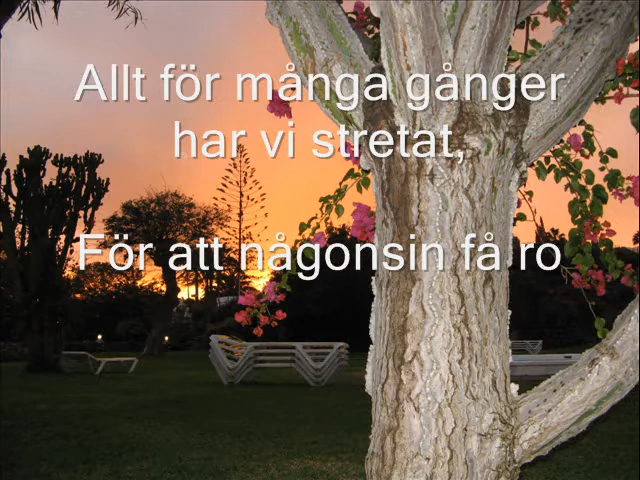 Allt för många gånger
har vi stretat,
För att någonsin få ro